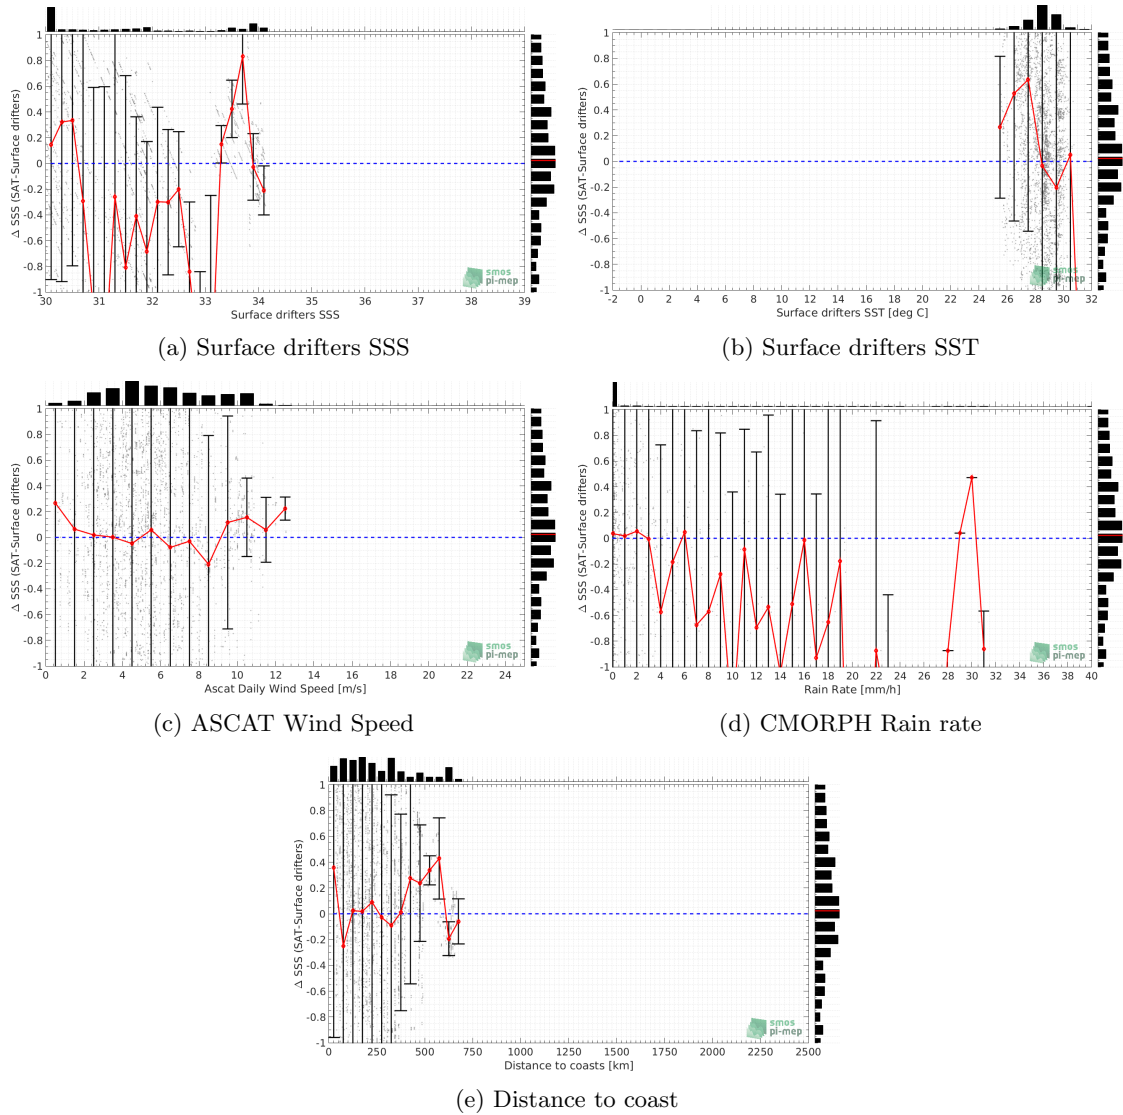 Δ SSS (SAT-Surface drifters)
1
0.8
0.6
0.4
0.2
0
-0.2
-0.4
-0.6
-0.8
-1
30 31 32 33 34 35 36 37 38 39
Surface drifters SSS
smos
pi-mep
(a) Surface drifters SSS
Δ SSS (SAT-Surface drifters)
1
0.8
0.6
0.4
0.2
0
-0.2
-0.4
-0.6
-0.8
-1
-2 0 2 4 6 8 10 12 14 16 18 20 22 24 26 28 30 32
Surface drifters SST [deg C]
smos
pi-mep
(b) Surface drifters SST
Δ SSS (SAT-Surface drifters)
1
0.8
0.6
0.4
0.2
0
-0.2
-0.4
-0.6
-0.8
-1
0 2 4 6 8 10 12 14 16 18 20 22 24
Ascat Daily Wind Speed [m/s]
smos
pi-mep
(c) ASCAT Wind Speed
Δ SSS (SAT-Surface drifters)
1
0.8
0.6
0.4
0.2
0
-0.2
-0.4
-0.6
-0.8
-1
0 2 4 6 8 10 12 14 16 18 20 22 24 26 28 30 32 34 36 38 40
Rain Rate [mm/h]
smos
pi-mep
(d) CMORPH Rain rate
Δ SSS (SAT-Surface drifters)
1
0.8
0.6
0.4
0.2
0
-0.2
-0.4
-0.6
-0.8
-1
0 250 500 750 1000 1250 1500 1750 2000 2250 2500
Distance to coasts [km]
smos
pi-mep
(e) Distance to coast